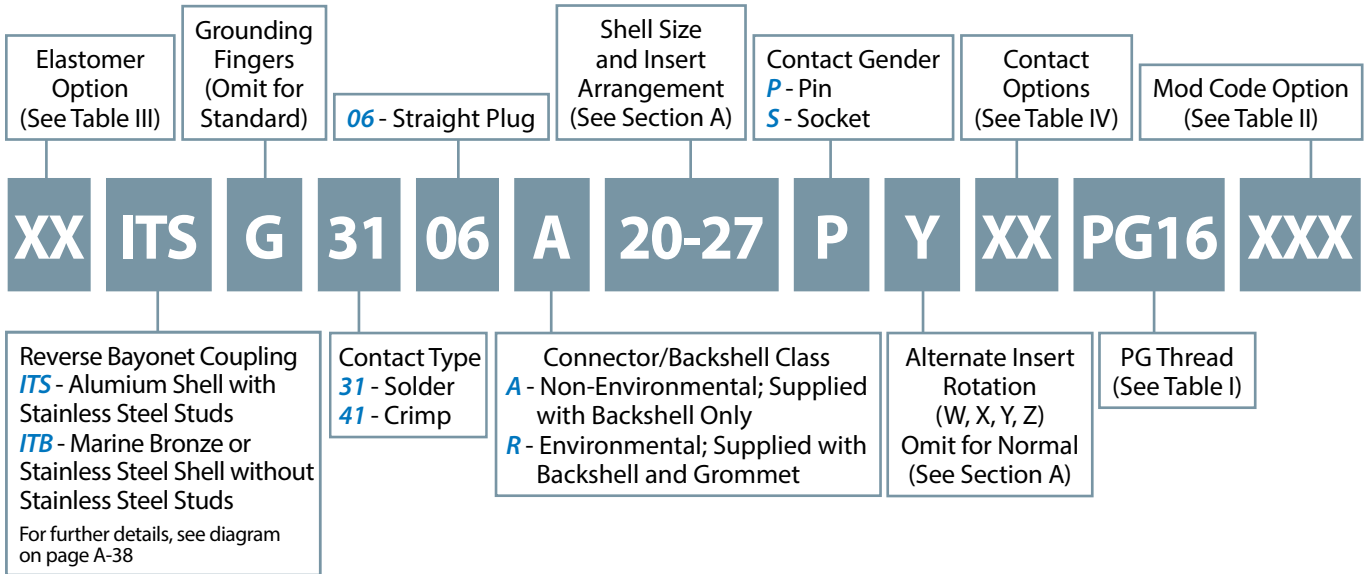 Elastomer
Option
(See Table III)
Grounding
Fingers
(Omit for
Standard)
06 - Straight Plug
Shell Size
and Insert
Arrangement
(See Section A)
Contact Gender
P - Pin
S - Socket
Contact
Options
(See Table IV)
Mod Code Option
(See Table II)
XX ITS G 31 06 A 20-27 P Y XX PG16 XXX
Reverse Bayonet Coupling
ITS - Alumium Shell with
Stainless Steel Studs
ITB - Marine Bronze or
Stainless Steel Shell without
Stainless Steel Studs
For further details, see diagram
on page A-38
Contact Type
31 - Solder
41 - Crimp
Connector/Backshell Class
A - Non-Environmental; Supplied
with Backshell Only
R - Environmental; Supplied with
Backshell and Grommet
Alternate Insert
Rotation
(W, X, Y, Z)
Omit for Normal
(See Section A)
PG Thread
(See Table I)